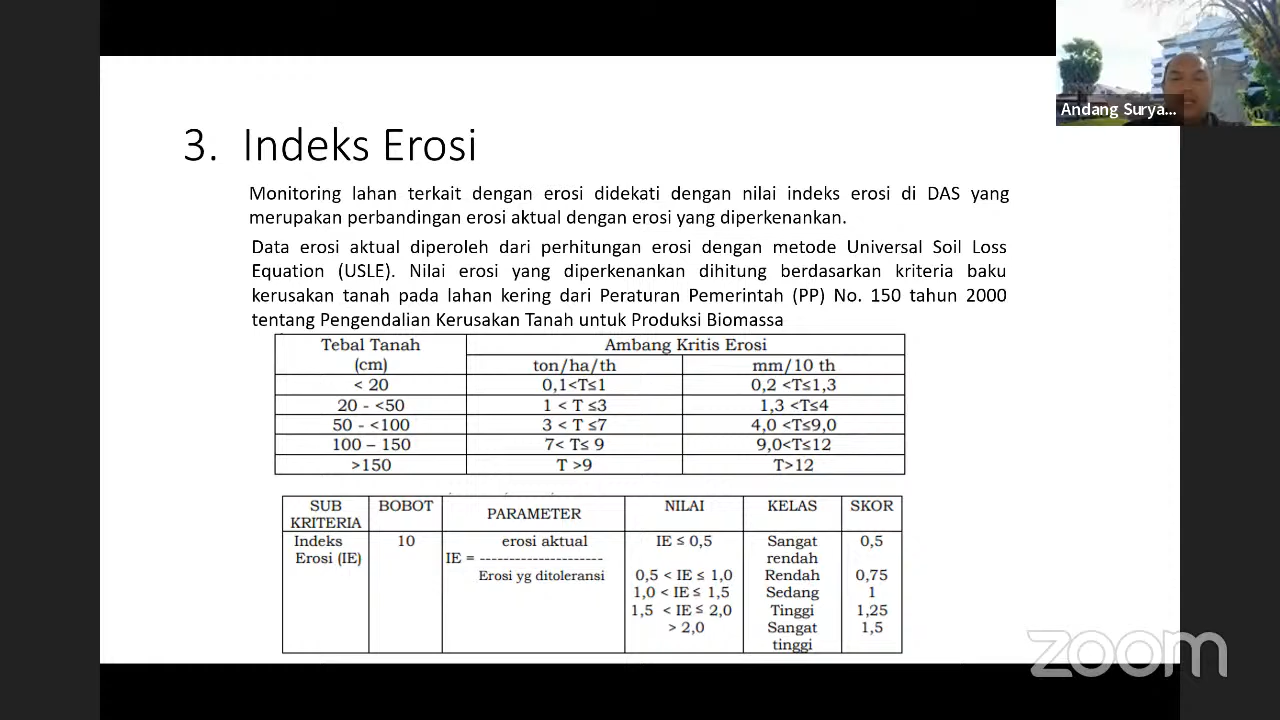 Andang Surya...
3. Indeks Erosi
Monitoring lahan terkait dengan erosi didekati dengan nilai indeks erosi di DAS yang
merupakan perbandingan erosi aktual dengan erosi yang diperkenankan.
Data erosi aktual diperoleh dari perhitungan erosi dengan metode Universal Soil Loss
Equation (USLE). Nilai erosi yang diperkenankan dihitung berdasarkan kriteria baku
kerusakan tanah pada lahan kering dari Peraturan Pemerintah (PP) No. 150 tahun 2000
tentang Pengendalian Kerusakan Tanah untuk Produksi Biomassa
Tebal Tanah Ambang Kritis Erosi
(cm) ton/ha/th mm/10 th
< 20 0,1<T≤1 0,2 <T≤1,3
20 - <50 1 < T ≤3 1,3 <T≤4
50 - <100 3 < T ≤7 4,0 <T≤9,0
100 – 150 7< T≤ 9 9,0<T≤12
>150 T >9 T>12
SUB BOBOT PARAMETER NILAI KELAS SKOR
KRITERIA
Indeks 10 erosi aktual IE ≤ 0,5 Sangat 0,5
Erosi (IE) IE = ---------------------- rendah
Erosi yg ditoleransi 0,5 < IE ≤ 1,0 Rendah 0,75
1,0 < IE ≤ 1,5 Sedang 1
1,5 < IE ≤ 2,0 Tinggi 1,25
> 2,0 Sangat 1,5
tinggi
zoom